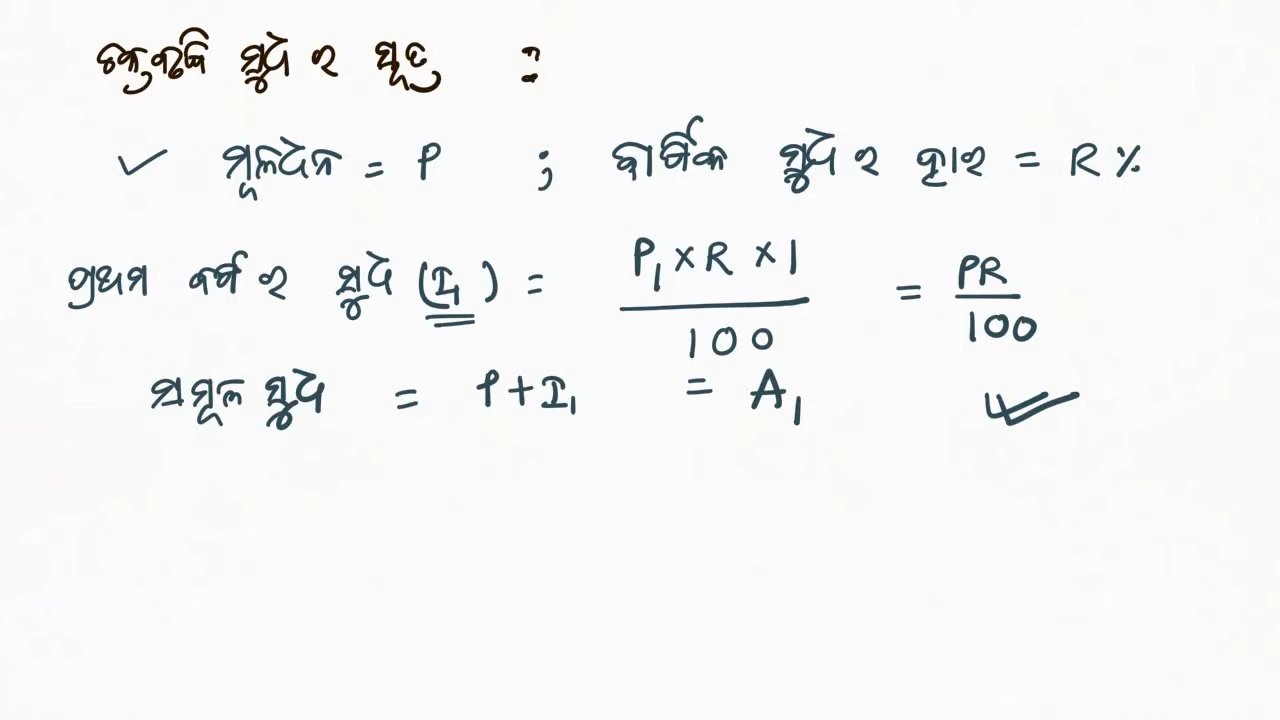 ଚକ୍ରବୃଦ୍ଧି ସୁଧ ର ସୂତ୍ର :
✓ ମୂଳଧନ = P ; ବାର୍ଷିକ ସୁଧ ର ହାର = R %
ପ୍ରଥମ ବର୍ଷ ର ସୁଧ (I₁) = P₁ × R × 1 / 100 = PR / 100
ସମୂଳ ସୁଧ = P + I₁ = A₁ ✓